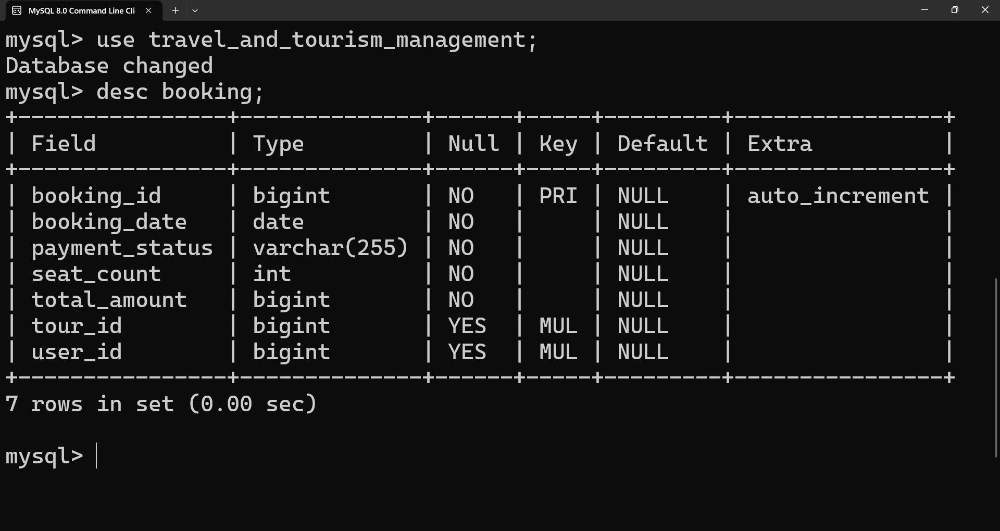 MySQL 8.0 Command Line Cli
mysql> use travel_and_tourism_management;
Database changed
mysql> desc booking;
+----------------+--------------+------+-----+---------+----------------+
| Field          | Type         | Null | Key | Default | Extra          |
+----------------+--------------+------+-----+---------+----------------+
| booking_id     | bigint       | NO   | PRI | NULL    | auto_increment |
| booking_date   | date         | NO   |     | NULL    |                |
| payment_status | varchar(255) | NO   |     | NULL    |                |
| seat_count     | int          | NO   |     | NULL    |                |
| total_amount   | bigint       | NO   |     | NULL    |                |
| tour_id        | bigint       | YES  | MUL | NULL    |                |
| user_id        | bigint       | YES  | MUL | NULL    |                |
+----------------+--------------+------+-----+---------+----------------+
7 rows in set (0.00 sec)
mysql>